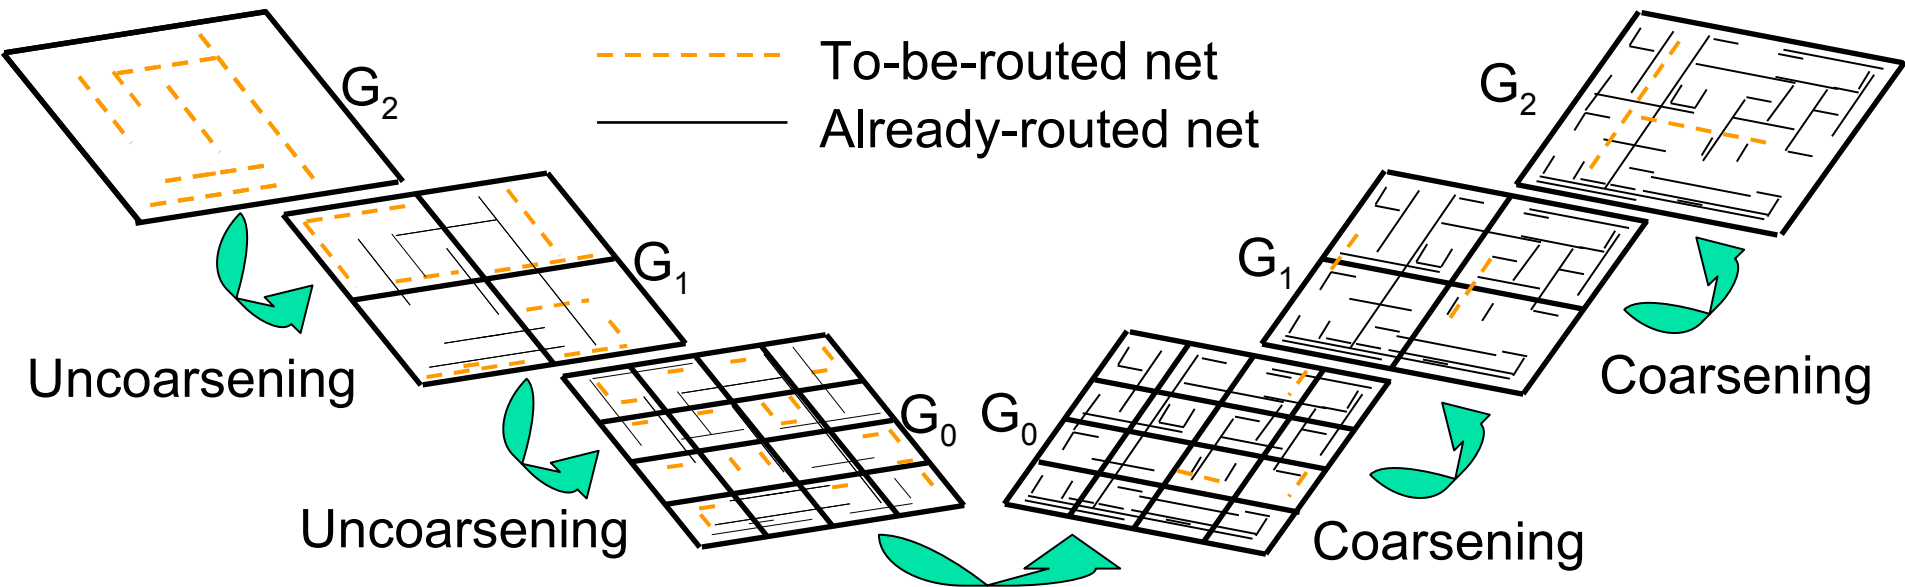 To-be-routed net
Already-routed net
G2
G1
G0
Uncoarsening
Uncoarsening
G0
G1
G2
Coarsening
Coarsening